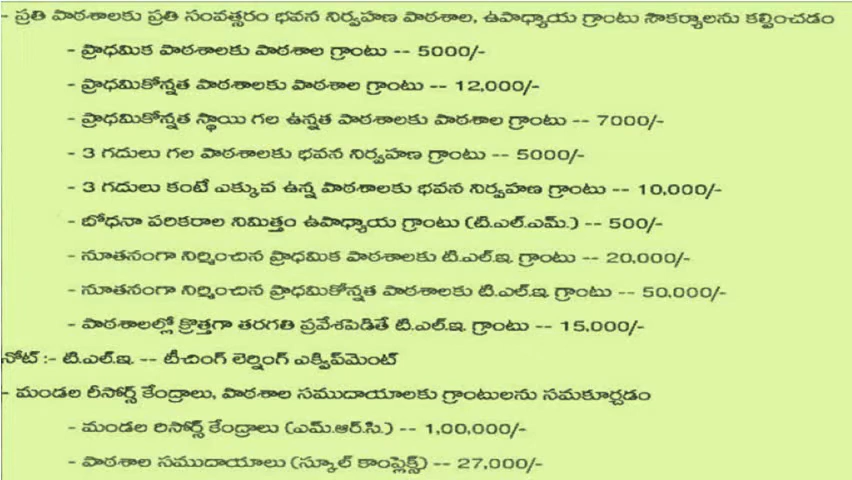 - ప్రతి పాఠశాలకు ప్రతి సంవత్సరం భవన నిర్వహణ పాఠశాల, ఉపాధ్యాయ గ్రాంటు సౌకర్యాలను కల్పించడం
- ప్రాథమిక పాఠశాలకు పాఠశాల గ్రాంటు -- 5000/-
- ప్రాథమికోన్నత పాఠశాలకు పాఠశాల గ్రాంటు -- 12,000/-
- ప్రాథమికోన్నత స్థాయి గల ఉన్నత పాఠశాలకు పాఠశాల గ్రాంటు -- 7000/-
- 3 గదులు గల పాఠశాలకు భవన నిర్వహణ గ్రాంటు -- 5000/-
- 3 గదులు కంటే ఎక్కువ ఉన్న పాఠశాలకు భవన నిర్వహణ గ్రాంటు -- 10,000/-
- బోధనా పరికరాల నిమిత్తం ఉపాధ్యాయ గ్రాంటు (టి.ఎల్.ఎమ్.) -- 500/-
- నూతనంగా నిర్మించిన ప్రాథమిక పాఠశాలకు టి.ఎల్.ఇ. గ్రాంటు -- 20,000/-
- నూతనంగా నిర్మించిన ప్రాథమికోన్నత పాఠశాలకు టి.ఎల్.ఇ. గ్రాంటు -- 50,000/-
- పాఠశాలల్లో క్రొత్తగా తరగతి ప్రవేశపెడితే టి.ఎల్.ఇ. గ్రాంటు -- 15,000/-
నోట్ :- టి.ఎల్.ఇ. -- టీచింగ్ లెర్నింగ్ ఎక్విప్‌మెంట్
- మండల రీసోర్స్ కేంద్రాలు, పాఠశాల సముదాయాలకు గ్రాంటులను సమకూర్చడం
- మండల రిసోర్స్ కేంద్రాలు (ఎమ్.ఆర్.సి.) -- 1,00,000/-
- పాఠశాల సముదాయాలు (స్కూల్ కాంప్లెక్స్) -- 27,000/-